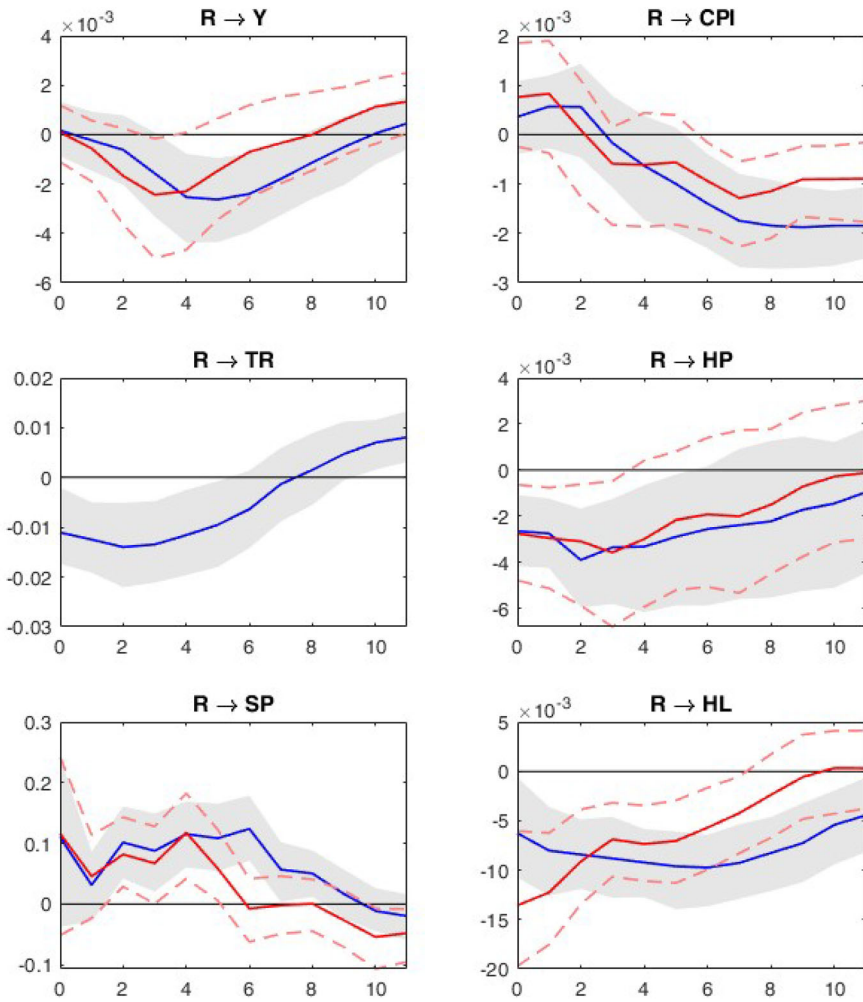 ×10⁻³ R → Y
4
2
0
-2
-4
-6
0 2 4 6 8 10
×10⁻³ R → CPI
2
1
0
-1
-2
-3
0 2 4 6 8 10
R → TR
0.02
0.01
0
-0.01
-0.02
-0.03
0 2 4 6 8 10
×10⁻³ R → HP
4
2
0
-2
-4
-6
0 2 4 6 8 10
R → SP
0.3
0.2
0.1
0
-0.1
0 2 4 6 8 10
×10⁻³ R → HL
5
0
-5
-10
-15
-20
0 2 4 6 8 10